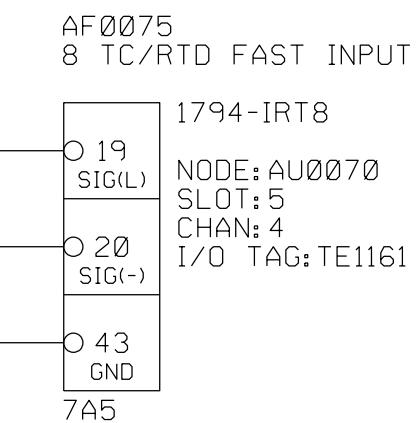 AF0075
8 TC/RTD FAST INPUT
1794-IRT8
19
SIG(L)
NODE:AU0070
SLOT:5
CHAN:4
I/O TAG:TE1161
20
SIG(-)
43
GND
7A5